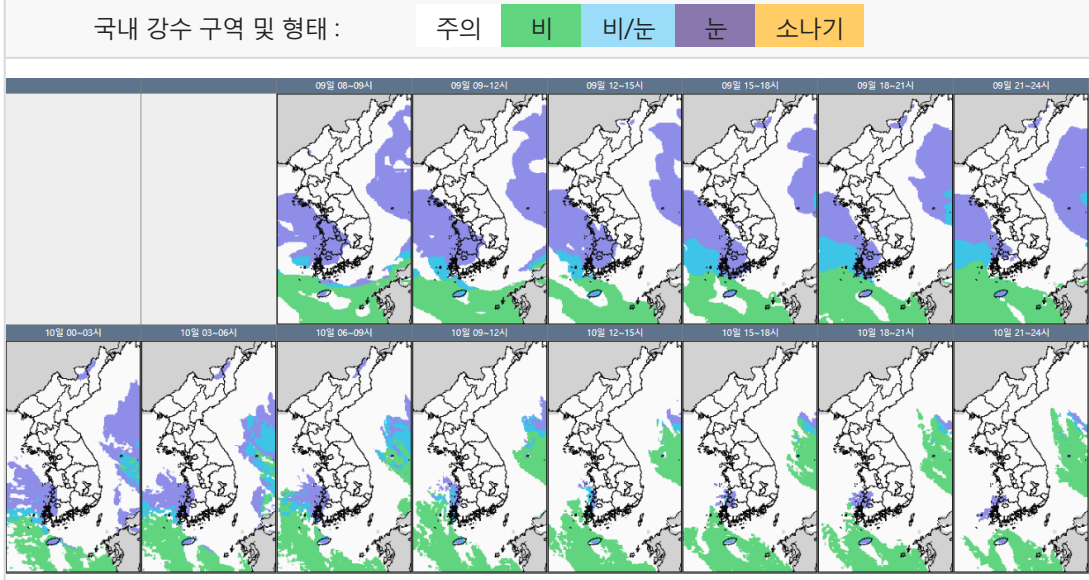 국내 강수 구역 및 형태 : 주의 비 비/눈 눈 소나기
09일 08~09시 09일 09~12시 09일 12~15시 09일 15~18시 09일 18~21시 09일 21~24시
10일 00~03시 10일 03~06시 10일 06~09시 10일 09~12시 10일 12~15시 10일 15~18시 10일 18~21시 10일 21~24시